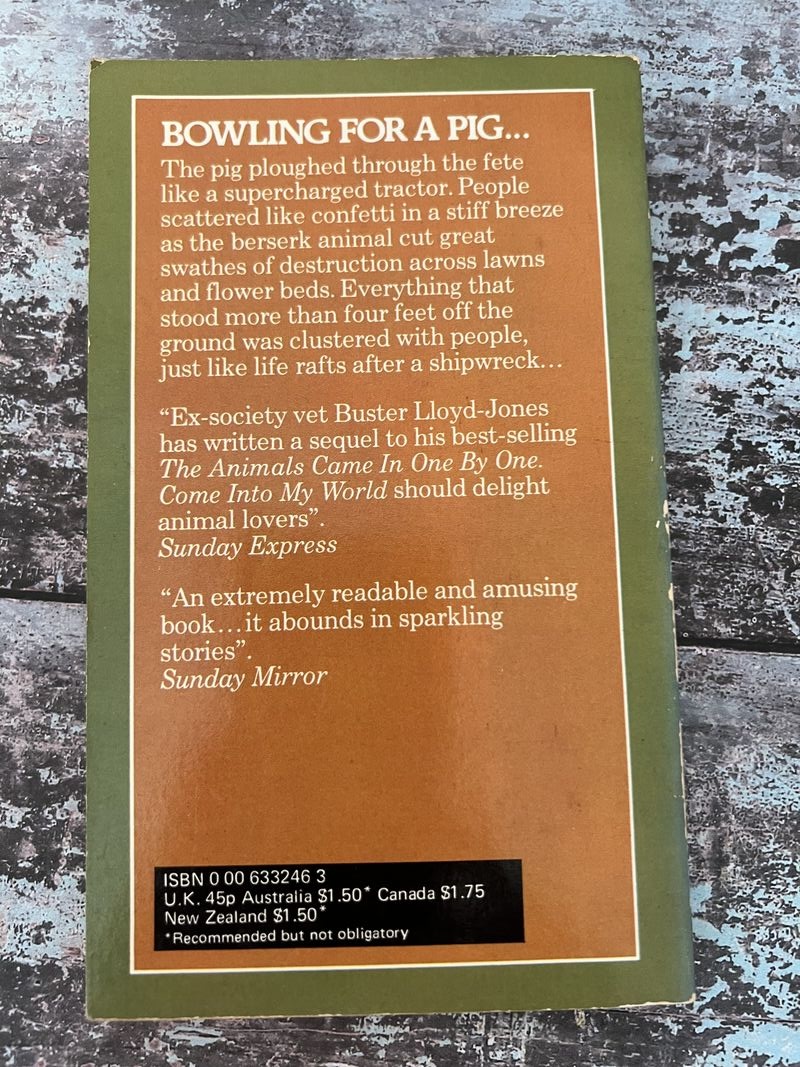 BOWLING FOR A PIG...
The pig ploughed through the fete
like a supercharged tractor. People
scattered like confetti in a stiff breeze
as the berserk animal cut great
swathes of destruction across lawns
and flower beds. Everything that
stood more than four feet off the
ground was clustered with people,
just like life rafts after a shipwreck...
“Ex-society vet Buster Lloyd-Jones
has written a sequel to his best-selling
The Animals Came In One By One.
Come Into My World should delight
animal lovers”.
Sunday Express
“An extremely readable and amusing
book...it abounds in sparkling
stories”.
Sunday Mirror
ISBN 0 00 633246 3
U.K. 45p Australia $1.50* Canada $1.75
New Zealand $1.50*
*Recommended but not obligatory